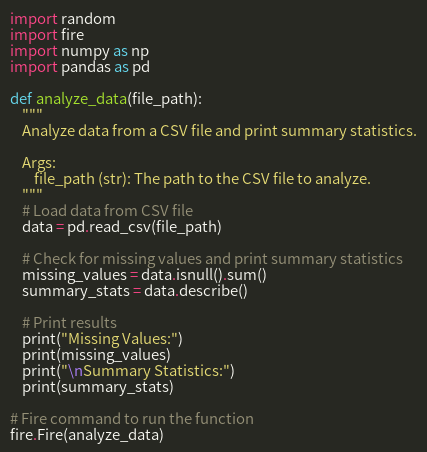 import random
import fire
import numpy as np
import pandas as pd

def analyze_data(file_path):
    """
    Analyze data from a CSV file and print summary statistics.

    Args:
        file_path (str): The path to the CSV file to analyze.
    """
    # Load data from CSV file
    data = pd.read_csv(file_path)

    # Check for missing values and print summary statistics
    missing_values = data.isnull().sum()
    summary_stats = data.describe()

    # Print results
    print("Missing Values:")
    print(missing_values)
    print("\nSummary Statistics:")
    print(summary_stats)

# Fire command to run the function
fire.Fire(analyze_data)